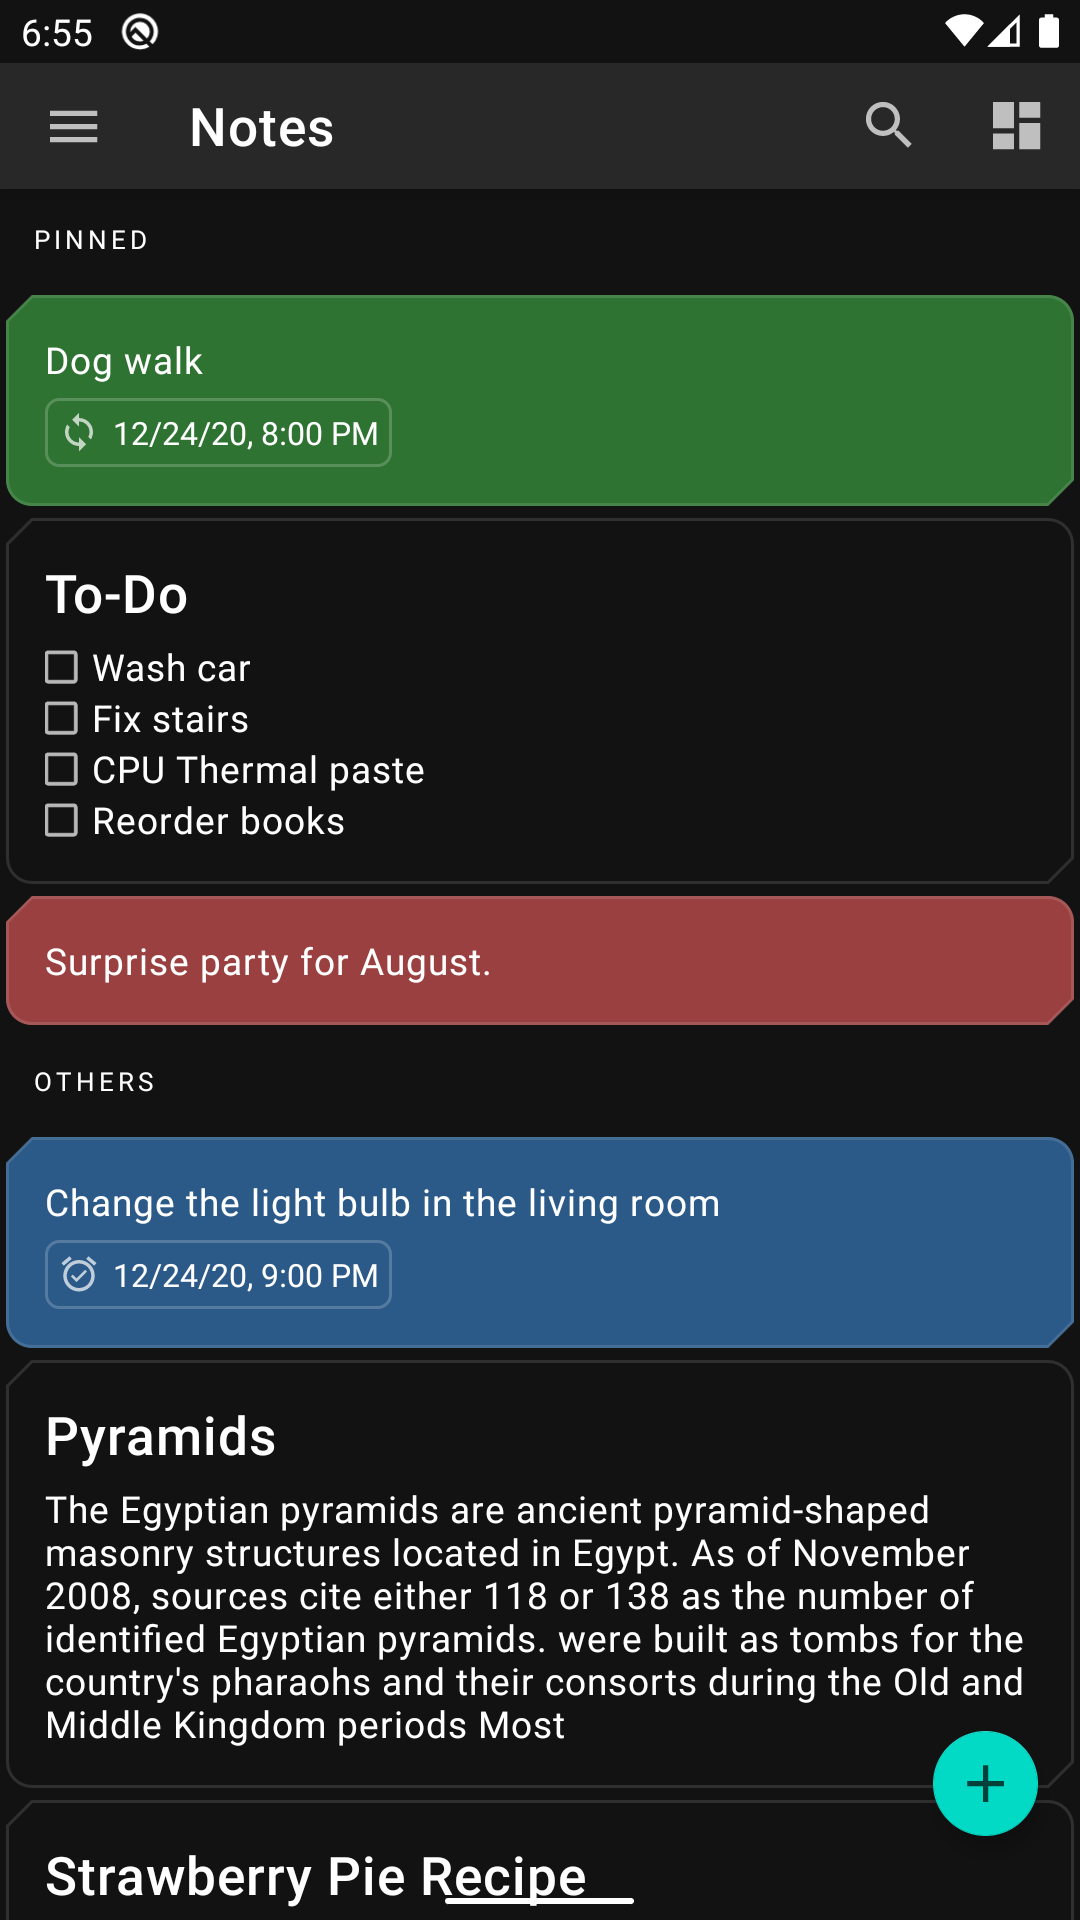 6:55
Notes
PINNED
Dog walk
12/24/20, 8:00 PM
To-Do
Wash car
Fix stairs
CPU Thermal paste
Reorder books
Surprise party for August.
OTHERS
Change the light bulb in the living room
12/24/20, 9:00 PM
Pyramids
The Egyptian pyramids are ancient pyramid-shaped
masonry structures located in Egypt. As of November
2008, sources cite either 118 or 138 as the number of
identified Egyptian pyramids. were built as tombs for the
country's pharaohs and their consorts during the Old and
Middle Kingdom periods Most
Strawberry Pie Recipe